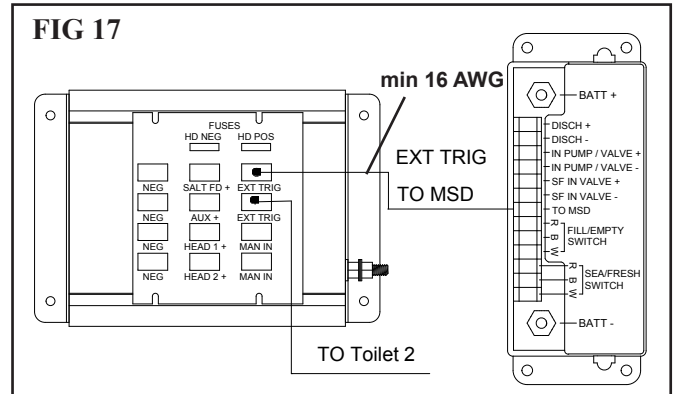 FIG 17
min 16 AWG
FUSES
HD NEG HD POS
NEG SALT FD + EXT TRIG
NEG AUX + EXT TRIG
NEG HEAD 1 + MAN IN
NEG HEAD 2 + MAN IN
EXT TRIG
TO MSD
TO Toilet 2
BATT +
DISCH +
DISCH -
IN PUMP / VALVE +
IN PUMP / VALVE -
SF IN VALVE +
SF IN VALVE -
TO MSD
R
B
W
FILL/EMPTY
SWITCH
R
B
W
SEA/FRESH
SWITCH
BATT -